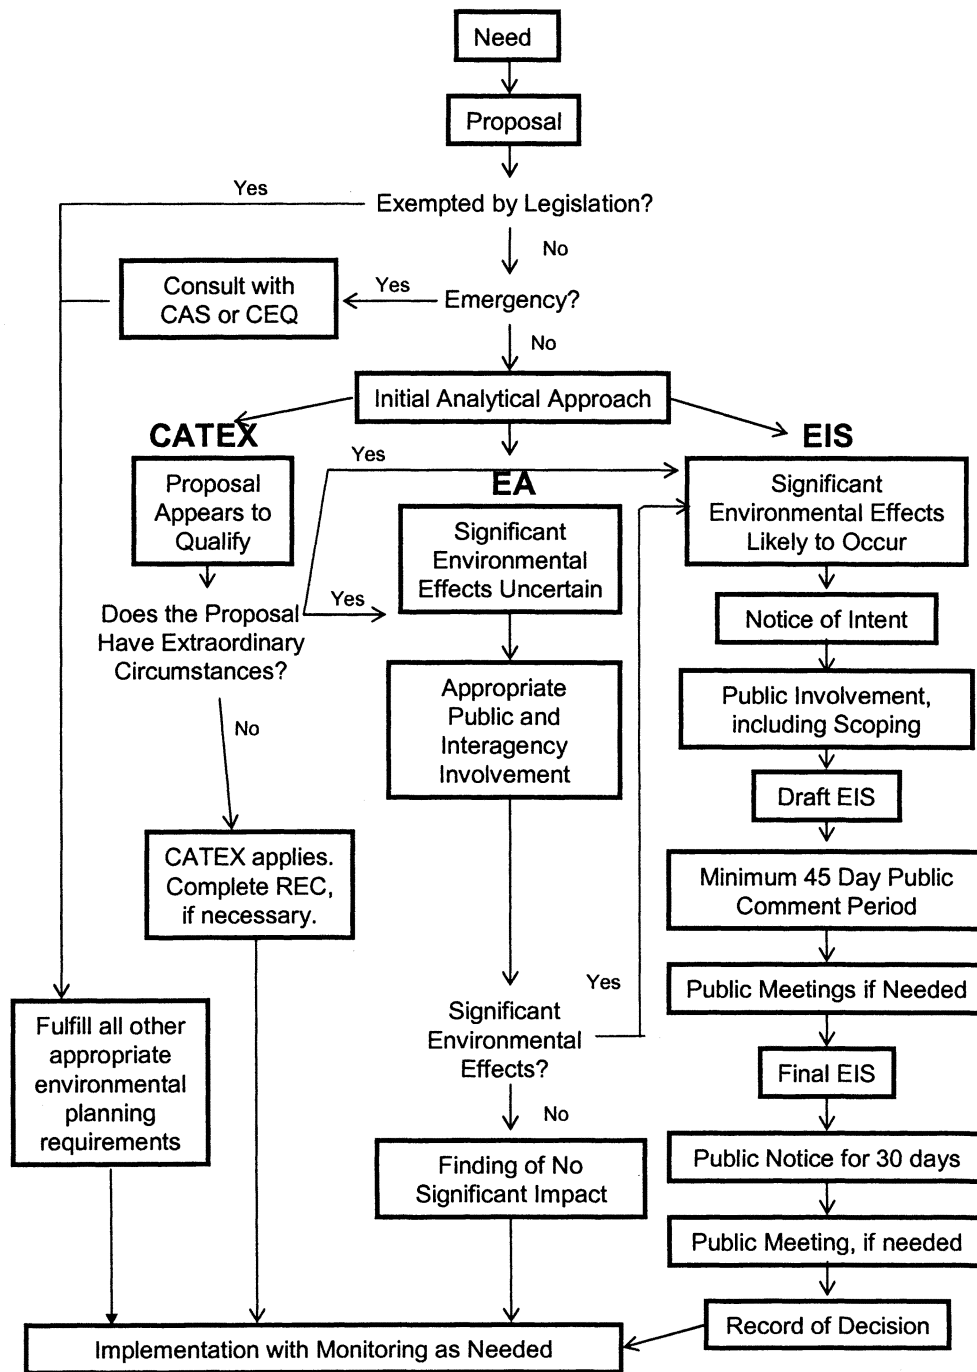 Need
Proposal
Yes
Exempted by Legislation?
No
Consult with
CAS or CEQ
Yes
Emergency?
No
Initial Analytical Approach
CATEX
EIS
Yes
EA
Proposal
Appears to
Qualify
Significant
Environmental
Effects Uncertain
Significant
Environmental Effects
Likely to Occur
Yes
Does the Proposal
Have Extraordinary
Circumstances?
Notice of Intent
Appropriate
Public and
Interagency
Involvement
Public Involvement,
including Scoping
No
Draft EIS
CATEX applies.
Complete REC,
if necessary.
Minimum 45 Day Public
Comment Period
Yes
Public Meetings if Needed
Significant
Environmental
Effects?
Fulfill all other
appropriate
environmental
planning
requirements
Final EIS
No
Public Notice for 30 days
Finding of No
Significant Impact
Public Meeting, if needed
Record of Decision
Implementation with Monitoring as Needed